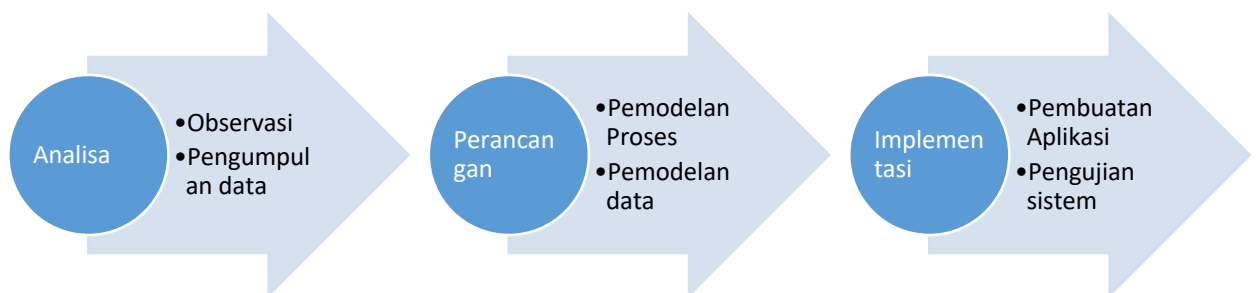 Analisa
•Observasi
•Pengumpul
an data
Perancan
gan
•Pemodelan
Proses
•Pemodelan
data
Implemen
tasi
•Pembuatan
Aplikasi
•Pengujian
sistem